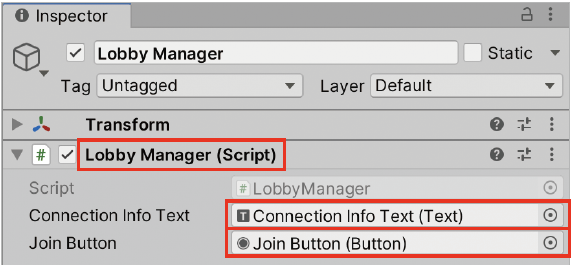 Inspector
Lobby Manager
Static
Tag Untagged Layer Default
Transform
# Lobby Manager (Script)
Script # LobbyManager
Connection Info Text T Connection Info Text (Text)
Join Button Join Button (Button)